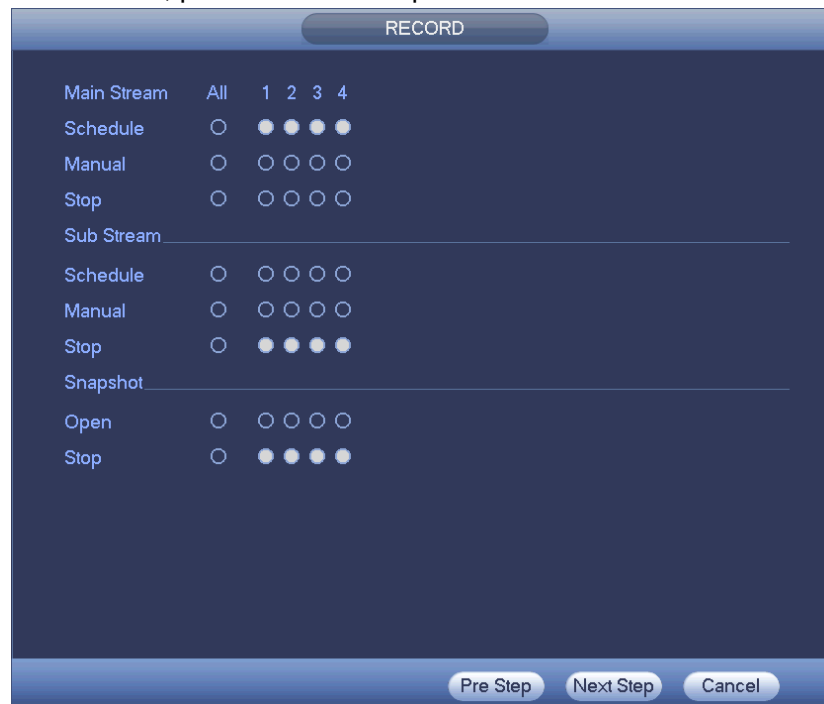 RECORD
Main Stream All 1 2 3 4
Schedule
Manual
Stop
Sub Stream
Schedule
Manual
Stop
Snapshot
Open
Stop
Pre Step Next Step Cancel